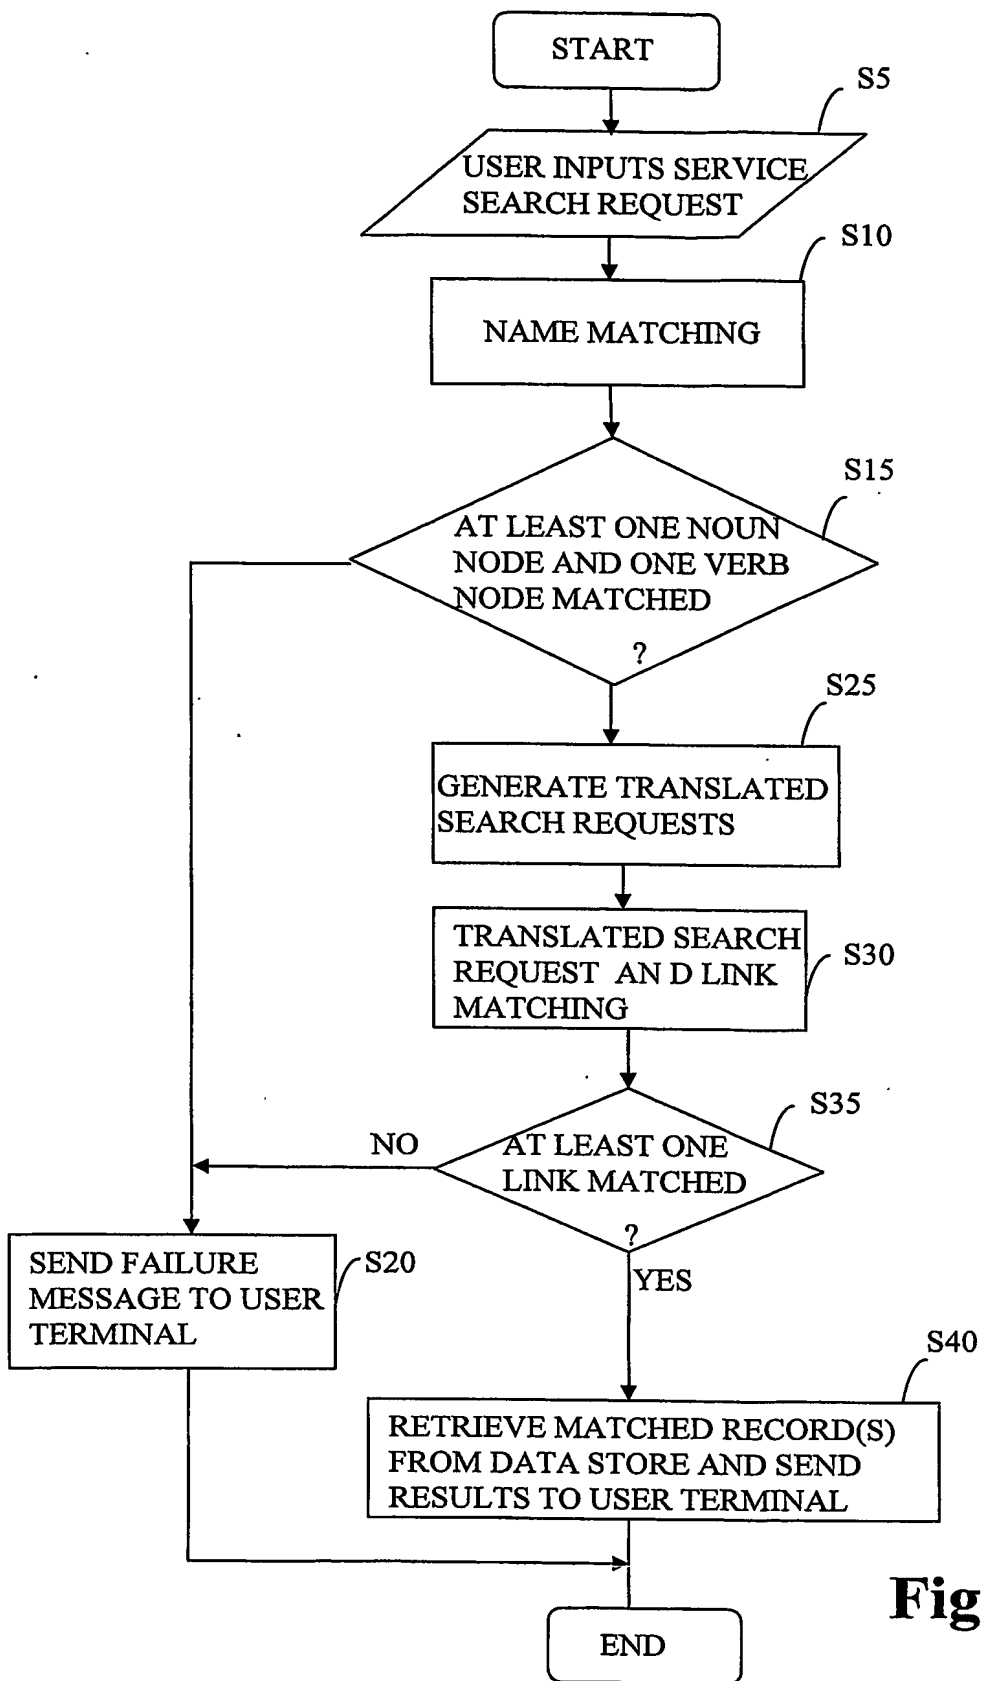 START
S5
USER INPUTS SERVICE
SEARCH REQUEST
S10
NAME MATCHING
S15
AT LEAST ONE NOUN
NODE AND ONE VERB
NODE MATCHED
?
S25
GENERATE TRANSLATED
SEARCH REQUESTS
TRANSLATED SEARCH
REQUEST AN D LINK
MATCHING
S30
S35
NO
AT LEAST ONE
LINK MATCHED
?
YES
SEND FAILURE
MESSAGE TO USER
TERMINAL
S20
S40
RETRIEVE MATCHED RECORD(S)
FROM DATA STORE AND SEND
RESULTS TO USER TERMINAL
Fig
END